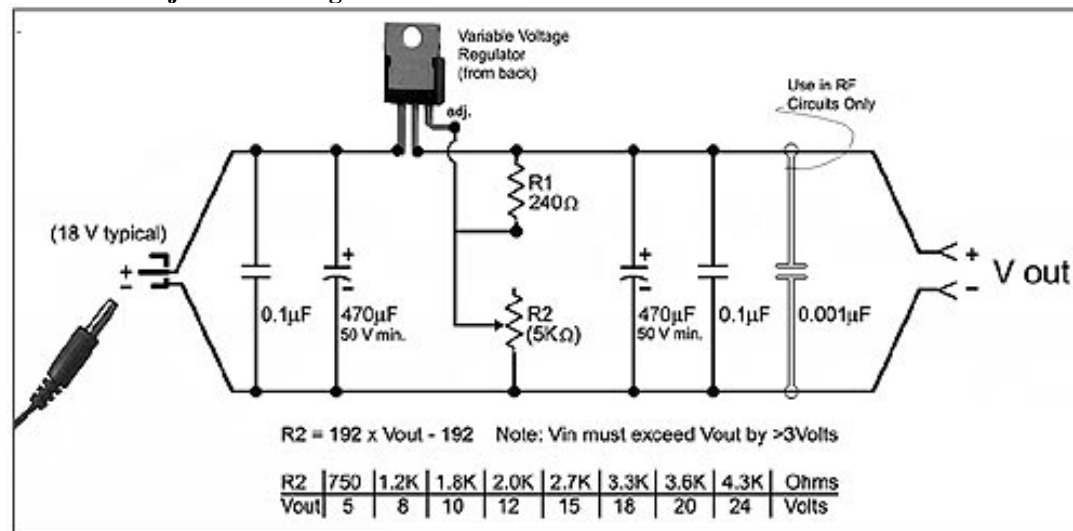 Variable Voltage
Regulator
(from back)
adj.
Use in RF
Circuits Only
R1
240Ω
(18 V typical)
+
−
0.1µF
+
−
470µF
50 V min.
R2
(5KΩ)
+
−
470µF
50 V min.
0.1µF
0.001µF
+
−
V out
R2 = 192 x Vout - 192 Note: Vin must exceed Vout by >3Volts
R2 750 1.2K 1.8K 2.0K 2.7K 3.3K 3.6K 4.3K Ohms
Vout 5 8 10 12 15 18 20 24 Volts